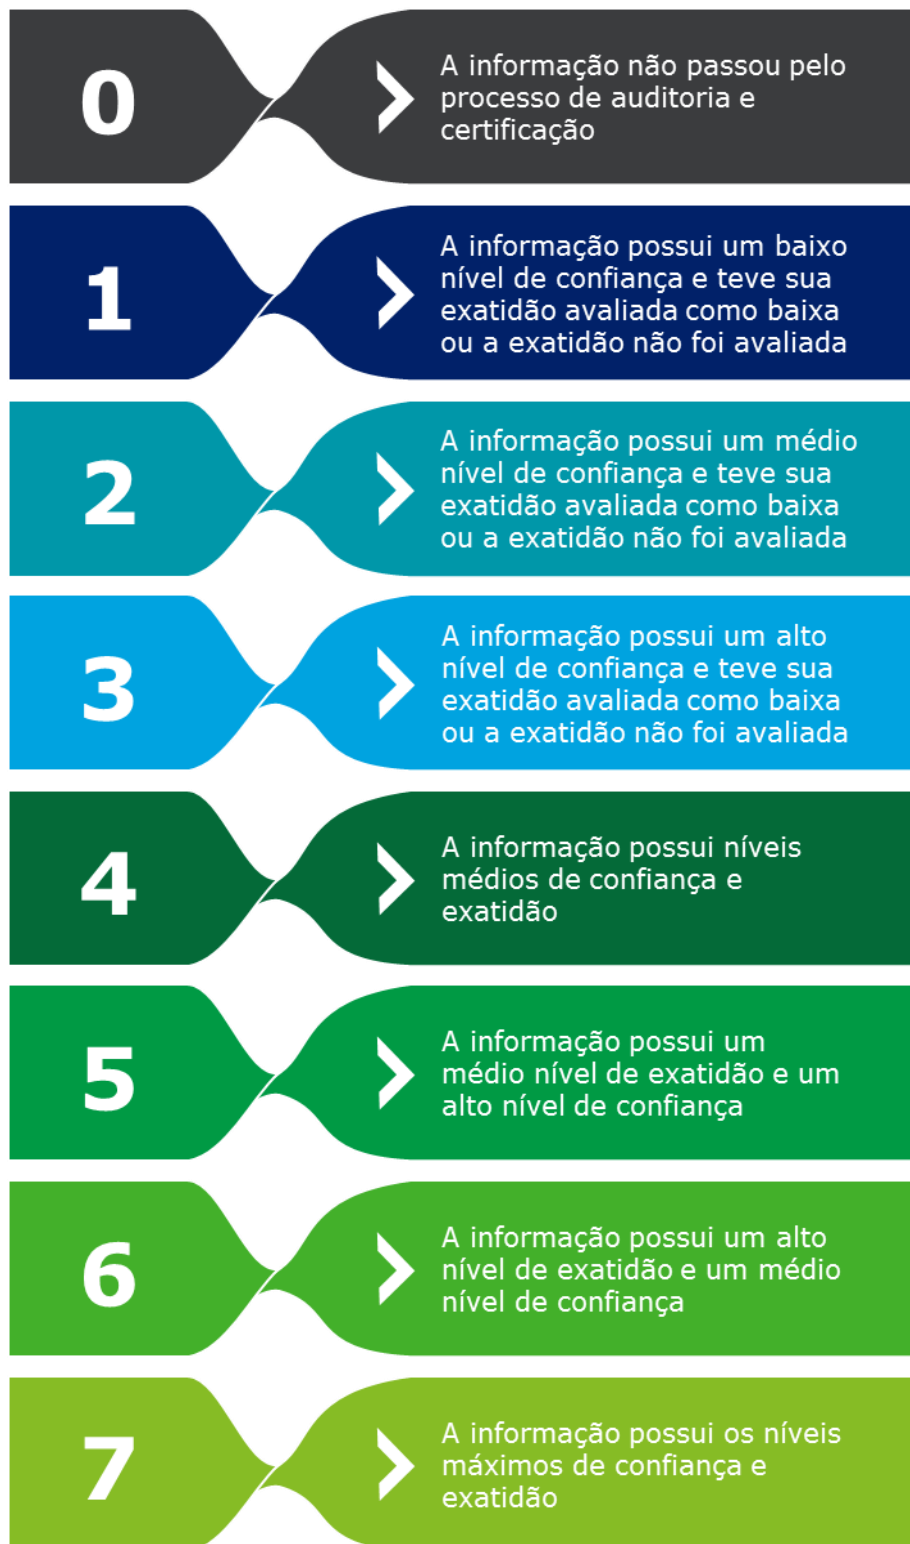 0
A informação não passou pelo
processo de auditoria e
certificação
1
A informação possui um baixo
nível de confiança e teve sua
exatidão avaliada como baixa
ou a exatidão não foi avaliada
2
A informação possui um médio
nível de confiança e teve sua
exatidão avaliada como baixa
ou a exatidão não foi avaliada
3
A informação possui um alto
nível de confiança e teve sua
exatidão avaliada como baixa
ou a exatidão não foi avaliada
4
A informação possui níveis
médios de confiança e
exatidão
5
A informação possui um
médio nível de exatidão e um
alto nível de confiança
6
A informação possui um alto
nível de exatidão e um médio
nível de confiança
7
A informação possui os níveis
máximos de confiança e
exatidão